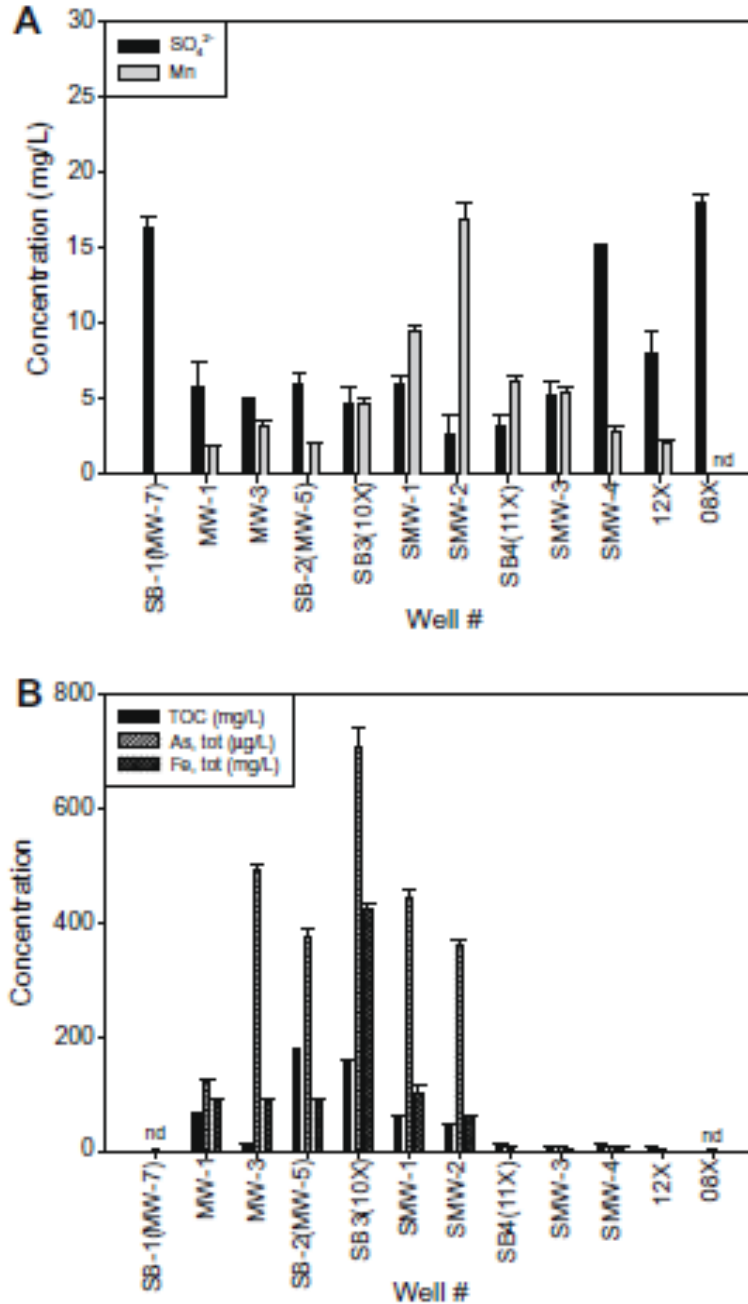 A
30
SO₄²⁻
Mn
25
20
15
10
5
0
Concentration (mg/L)
nd
SB-1(MW-7)
MW-1
MW-3
SB-2(MW-5)
SB3(10X)
SMW-1
SMW-2
SB4(11X)
SMW-3
SMW-4
12X
08X
Well #
B
800
TOC (mg/L)
As, tot (µg/L)
Fe, tot (mg/L)
600
400
200
0
Concentration
nd
nd
SB-1(MW-7)
MW-1
MW-3
SB-2(MW-5)
SB3(10X)
SMW-1
SMW-2
SB4(11X)
SMW-3
SMW-4
12X
08X
Well #